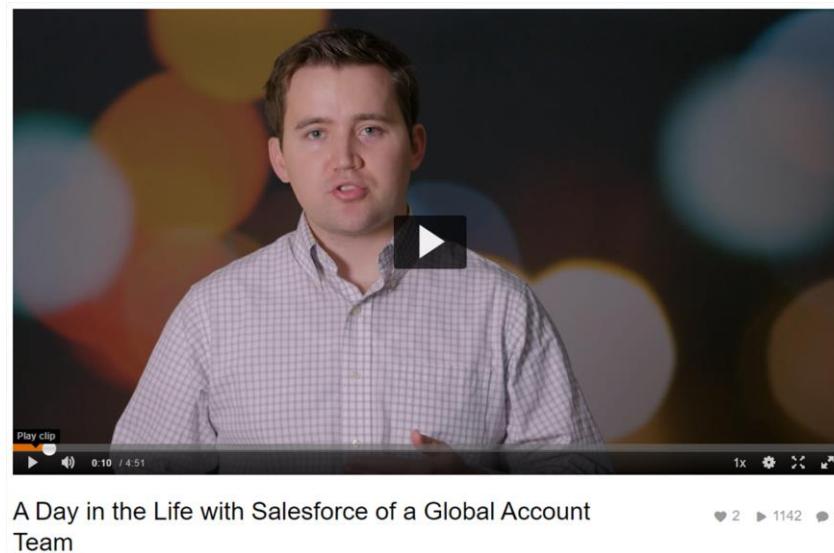 Play clip
0:10 / 4:51
1x
A Day in the Life with Salesforce of a Global Account
Team
2
1142